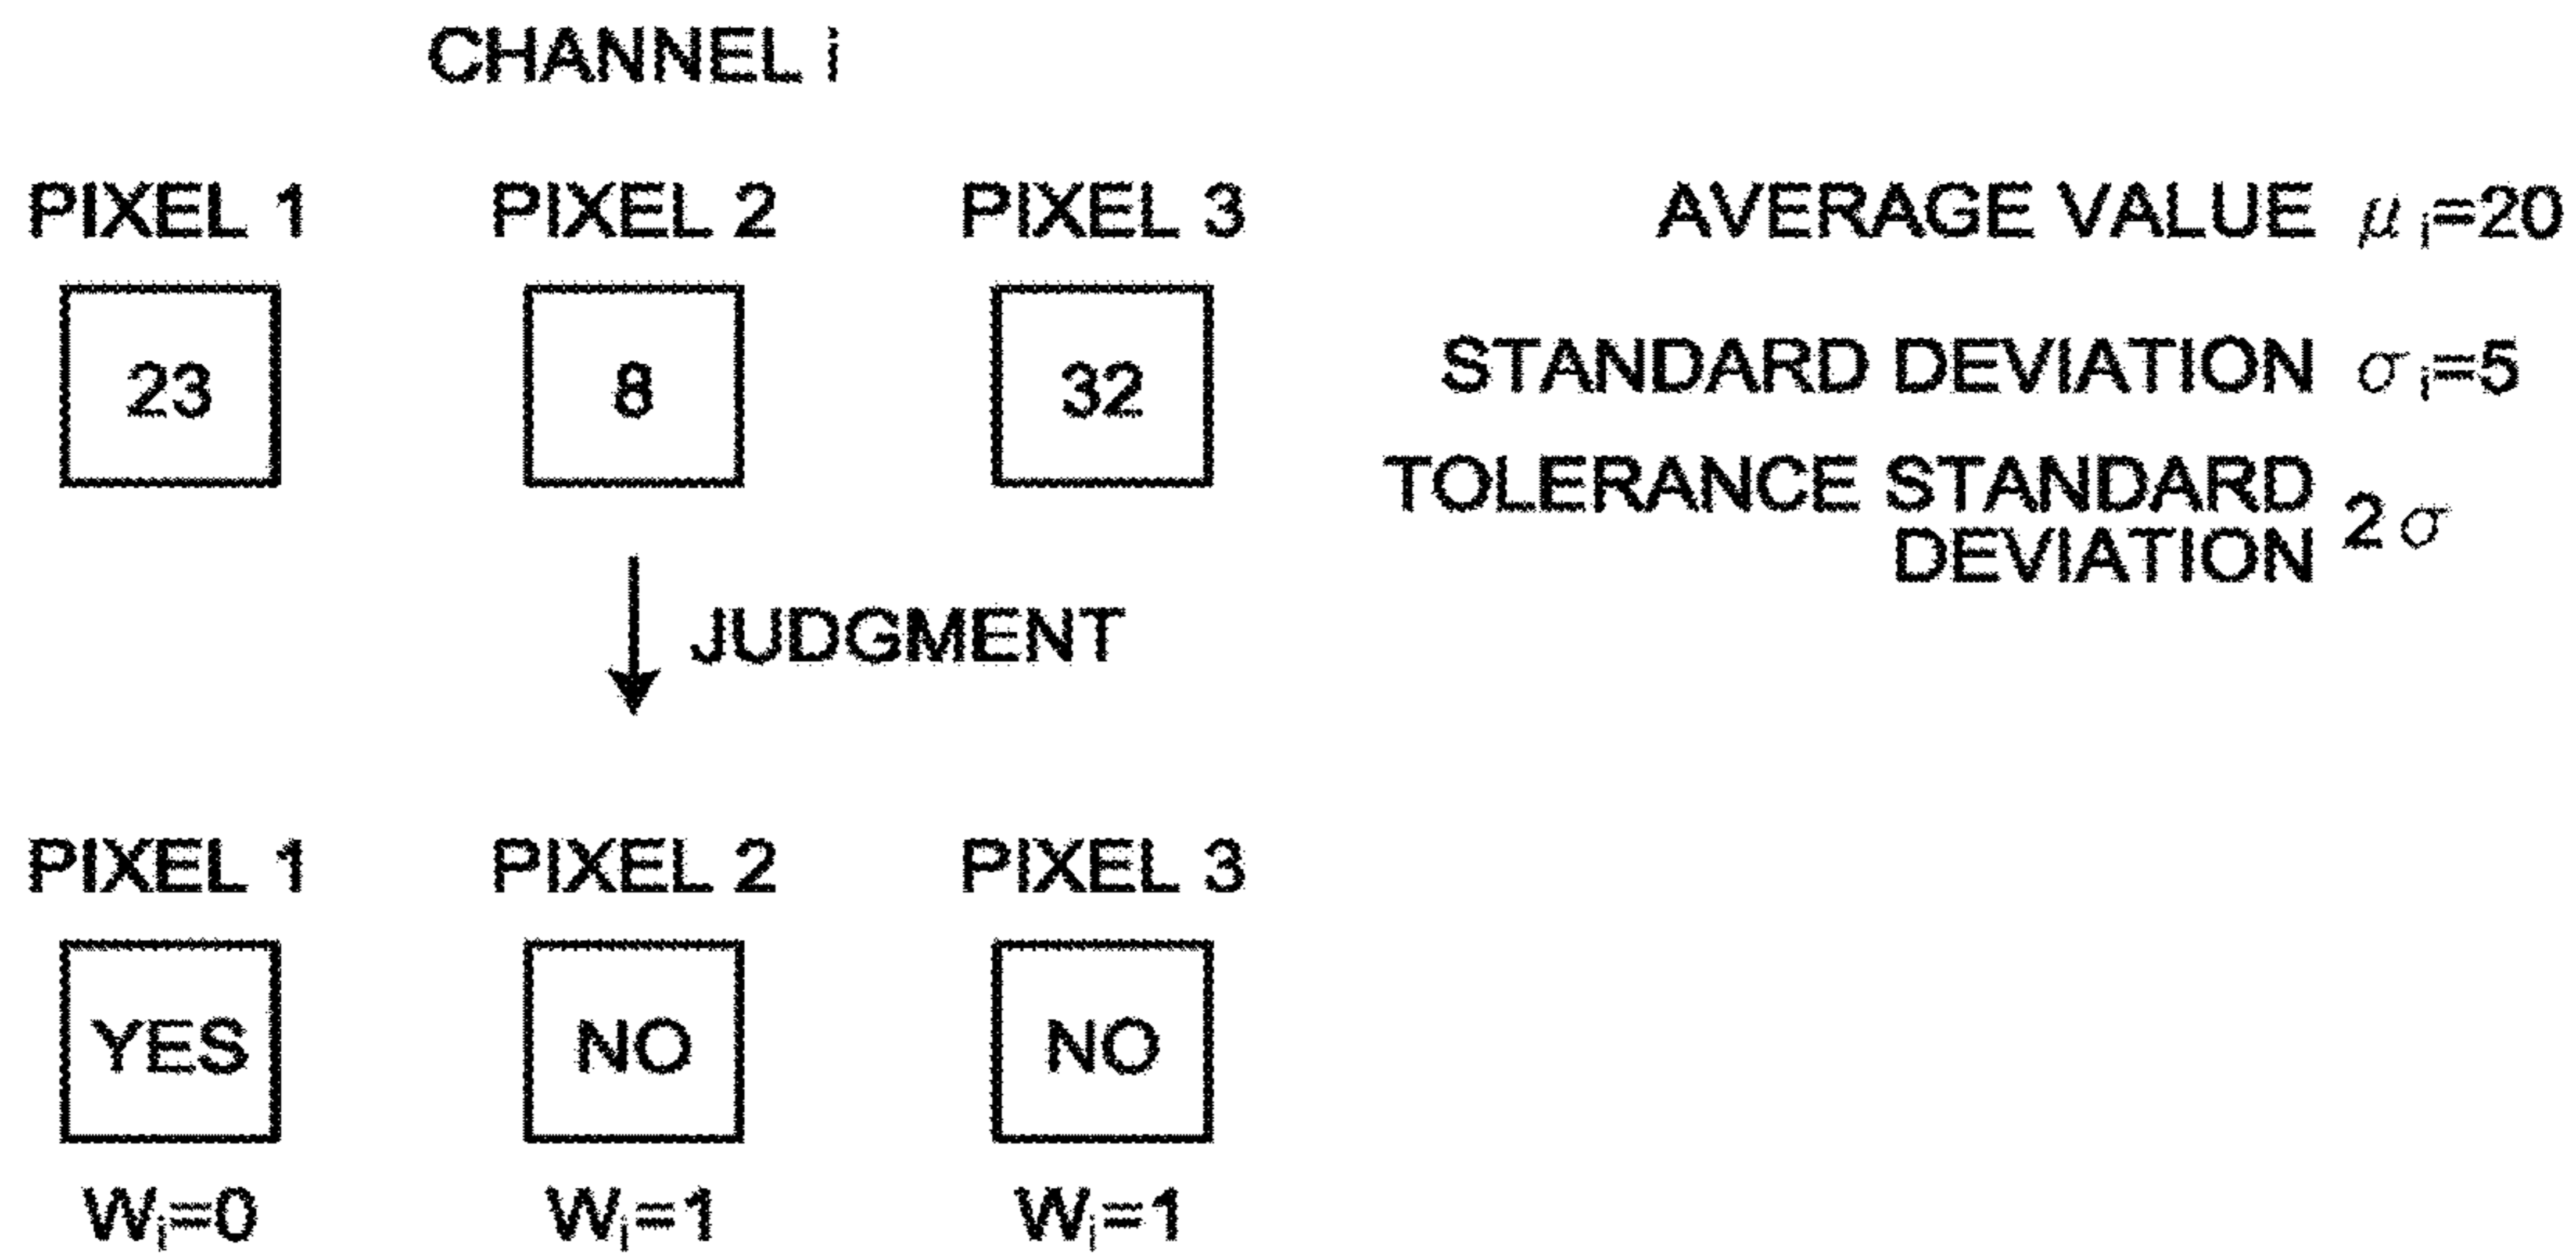 CHANNEL i
PIXEL 1 PIXEL 2 PIXEL 3
AVERAGE VALUE μi=20
23 8 32
STANDARD DEVIATION σi=5
TOLERANCE STANDARD DEVIATION 2σ
JUDGMENT
PIXEL 1 PIXEL 2 PIXEL 3
YES NO NO
Wi=0 Wi=1 Wi=1